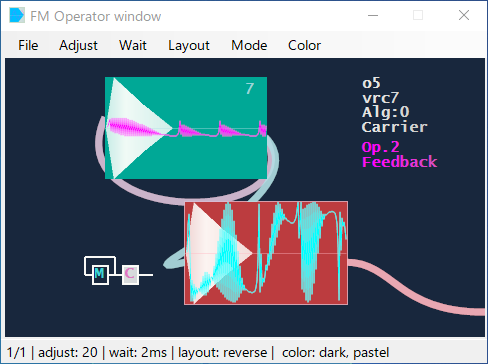 FM Operator window
File Adjust Wait Layout Mode Color
7
o5
vrc7
Alg:0
Carrier
Op.2
Feedback
M C
1/1 | adjust: 20 | wait: 2ms | layout: reverse | color: dark, pastel